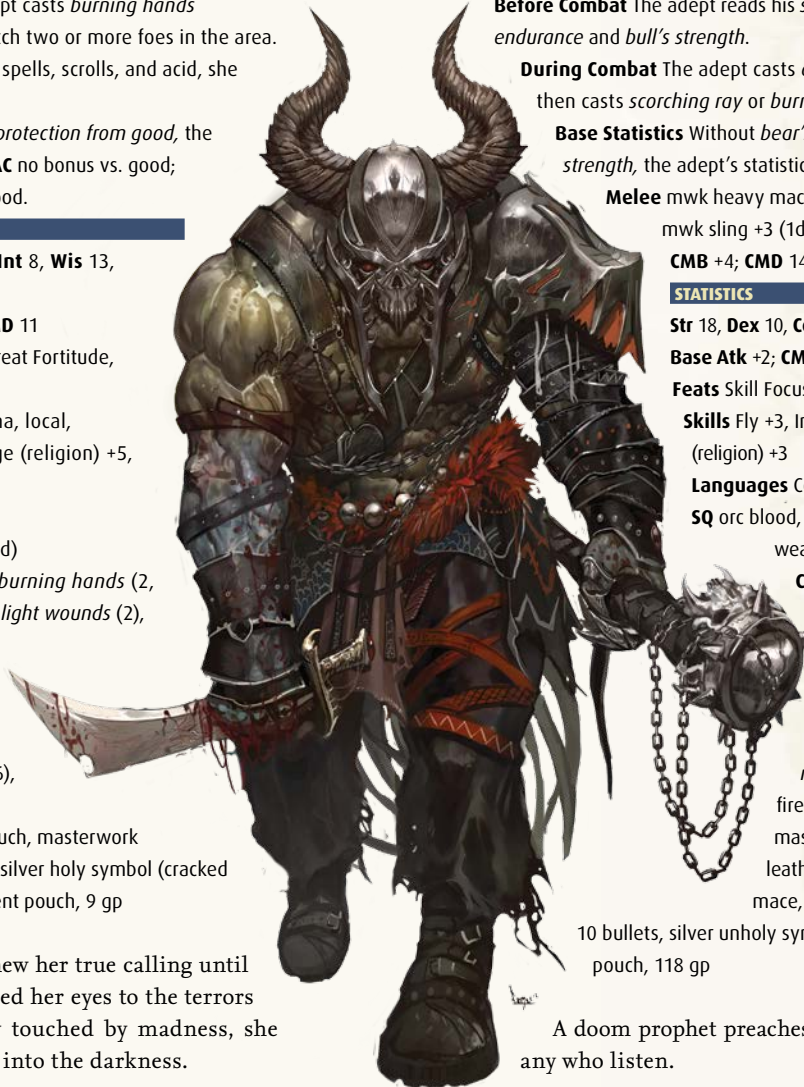 pt casts burning hands
tch two or more foes in the area.
spells, scrolls, and acid, she
protection from good, the
AC no bonus vs. good;
ood.
Int 8, Wis 13,
D 11
reat Fortitude,
na, local,
ge (religion) +5,
d)
burning hands (2,
light wounds (2),
5),
uch, masterwork
silver holy symbol (cracked
ent pouch, 9 gp
new her true calling until
ed her eyes to the terrors
touched by madness, she
into the darkness.
Before Combat The adept reads his
endurance and bull's strength.
During Combat The adept casts
then casts scorching ray or burn
Base Statistics Without bear's
strength, the adept's statistic
Melee mwk heavy mac
mwk sling +3 (1d
CMB +4; CMD 14
STATISTICS
Str 18, Dex 10, C
Base Atk +2; CM
Feats Skill Focus
Skills Fly +3, In
(religion) +3
Languages C
SQ orc blood,
wea
C
fire
mas
leath
mace,
10 bullets, silver unholy sy
pouch, 118 gp
A doom prophet preaches
any who listen.